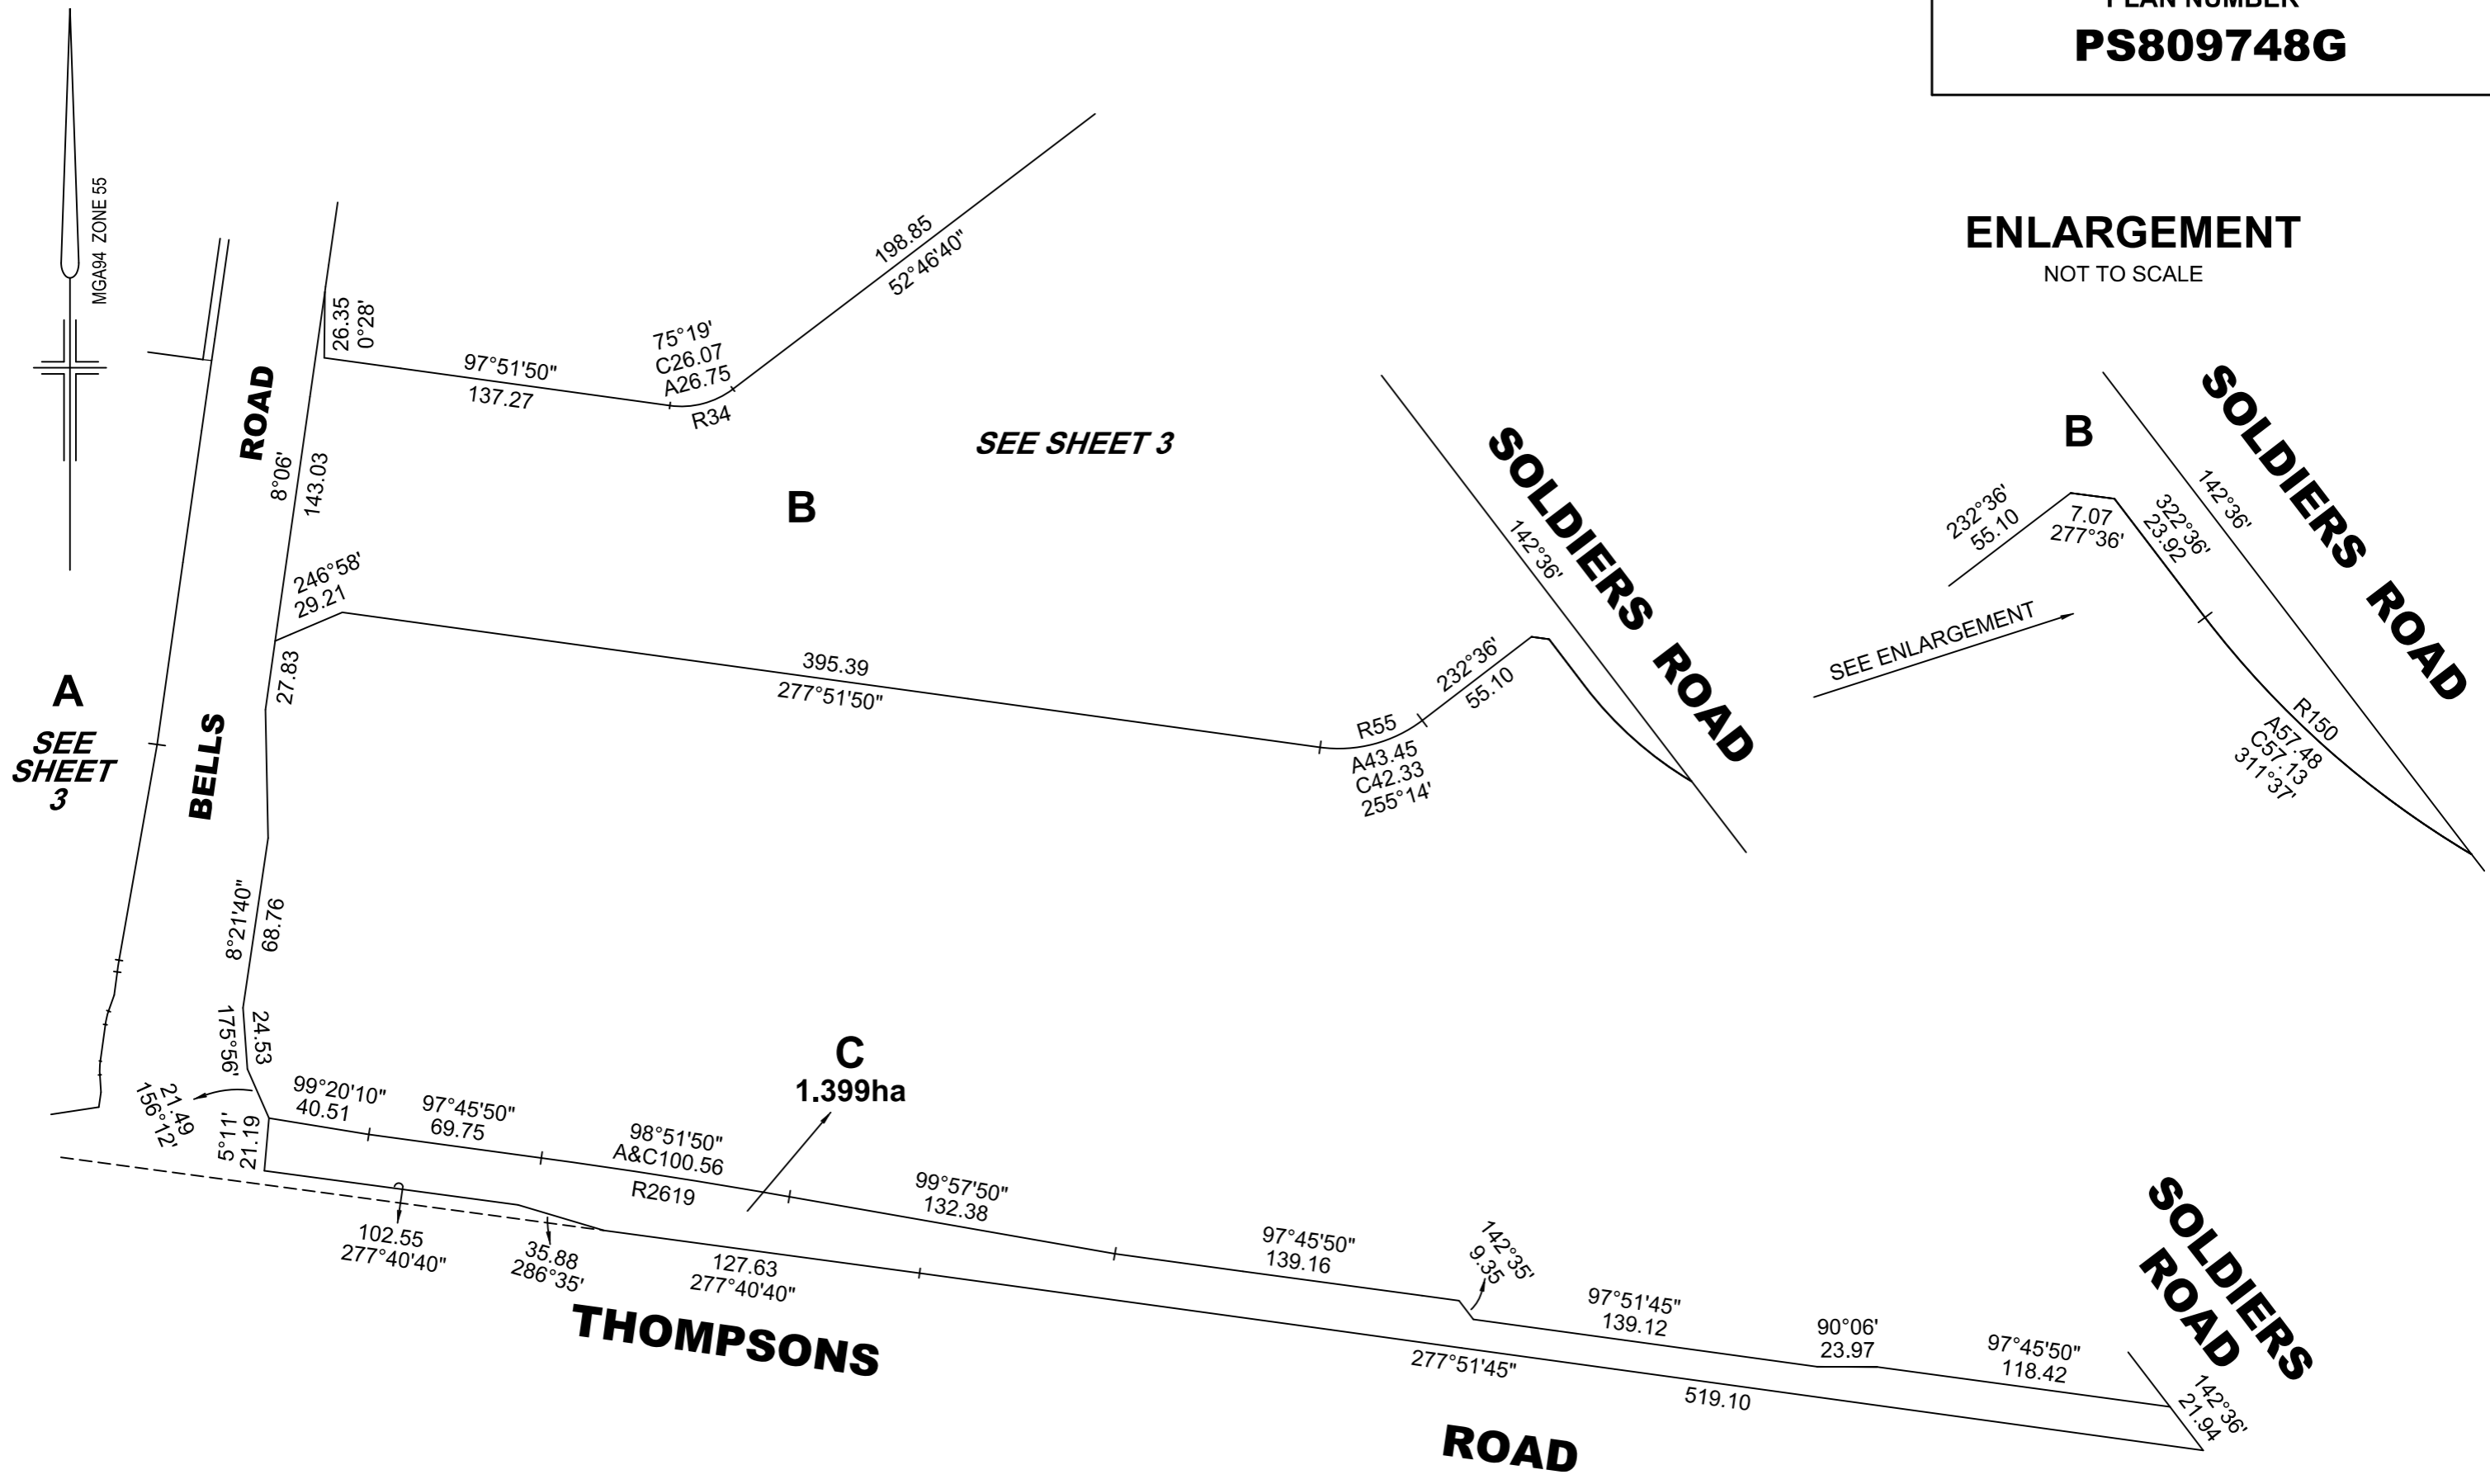 PLAN NUMBER
PS809748G
MGA94 ZONE 55
ENLARGEMENT
NOT TO SCALE
198.85
52°46'40"
26.35
0°28'
75°19'
C26.07
A26.75
R34
97°51'50"
137.27
ROAD
8°06'
143.03
SEE SHEET 3
B
SOLDIERS ROAD
142°36'
B
SOLDIERS ROAD
142°36'
232°36'
55.10
7.07
277°36'
322°36'
23.92
SEE ENLARGEMENT
R150
A57.48
C57.13
311°37'
246°58'
29.21
27.83
395.39
277°51'50"
232°36'
55.10
R55
A43.45
C42.33
255°14'
A
SEE
SHEET
3
BELLS
8°21'40"
68.76
175°56'
24.53
21.49
156°12'
5°11'
21.19
99°20'10"
40.51
97°45'50"
69.75
98°51'50"
A&C100.56
R2619
C
1.399ha
99°57'50"
132.38
97°45'50"
139.16
142°35'
9.35
97°51'45"
139.12
90°06'
23.97
97°45'50"
118.42
SOLDIERS
ROAD
142°36'
21.94
102.55
277°40'40"
35.88
286°35'
127.63
277°40'40"
277°51'45"
519.10
THOMPSONS
ROAD